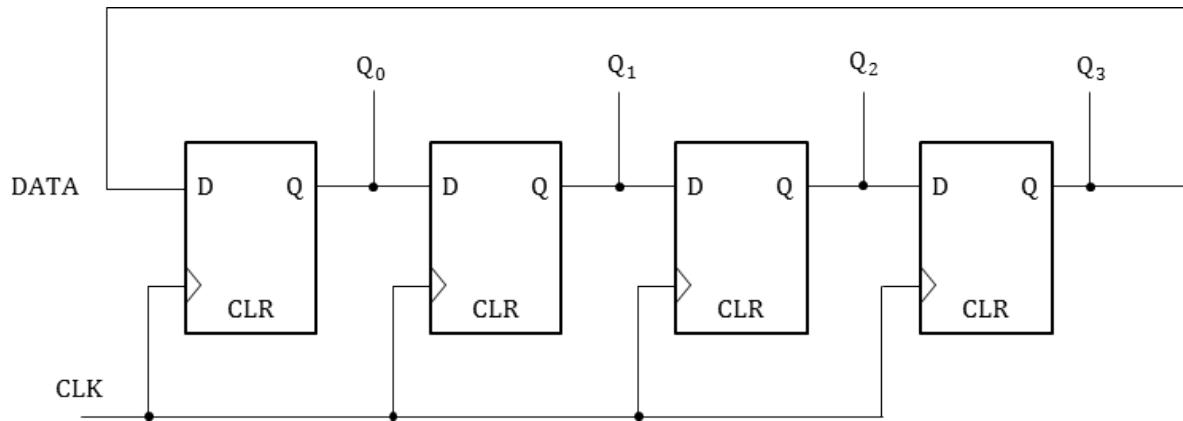 Q₀ Q₁ Q₂ Q₃
DATA D Q D Q D Q D Q
CLR CLR CLR CLR
CLK